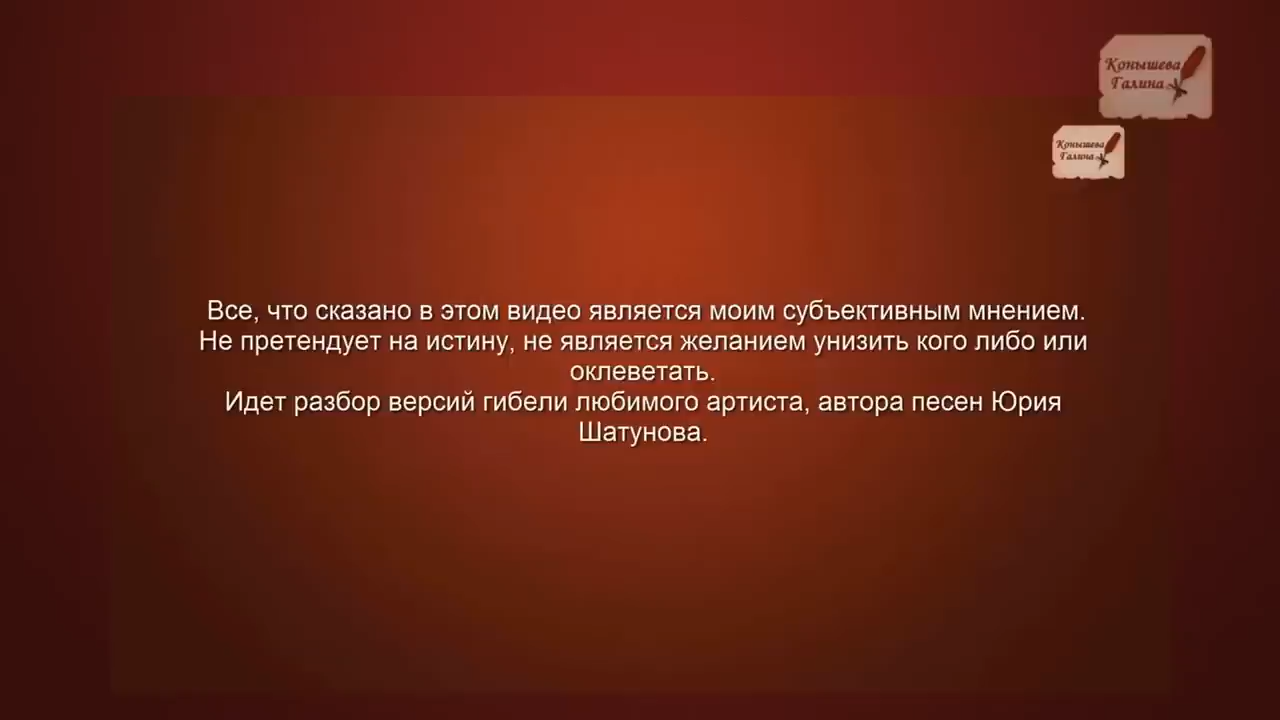 Конышева
Галина
Конышева
Галина
Все, что сказано в этом видео является моим субъективным мнением.
Не претендует на истину, не является желанием унизить кого либо или
оклеветать.
Идет разбор версий гибели любимого артиста, автора песен Юрия
Шатунова.